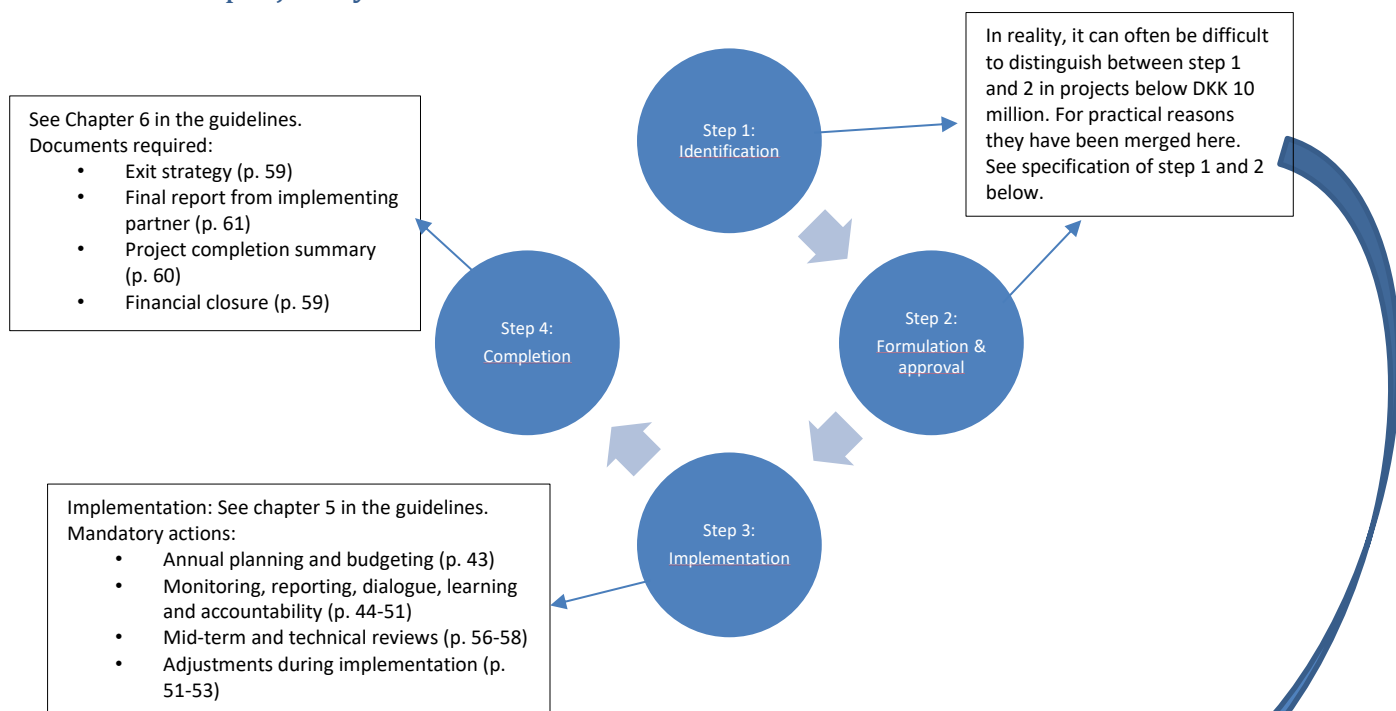 In reality, it can often be difficult
to distinguish between step 1
and 2 in projects below DKK 10
million. For practical reasons
they have been merged here.
See specification of step 1 and 2
below.
Step 1:
Identification
See Chapter 6 in the guidelines.
Documents required:
• Exit strategy (p. 59)
• Final report from implementing
partner (p. 61)
• Project completion summary
(p. 60)
• Financial closure (p. 59)
Step 2:
Formulation &
approval
Step 4:
Completion
Step 3:
Implementation
Implementation: See chapter 5 in the guidelines.
Mandatory actions:
• Annual planning and budgeting (p. 43)
• Monitoring, reporting, dialogue, learning
and accountability (p. 44-51)
• Mid-term and technical reviews (p. 56-58)
• Adjustments during implementation (p.
51-53)